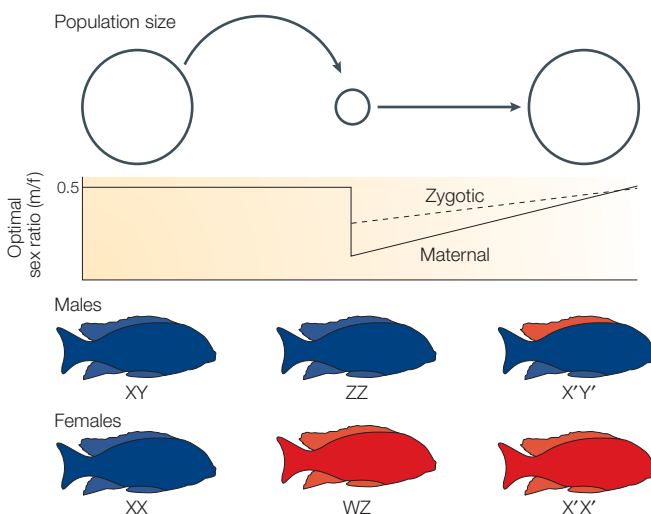 Population size
0.5
Optimal
sex ratio (m/f)
Zygotic
Maternal
Males
XY
ZZ
X′Y′
Females
XX
WZ
X′X′